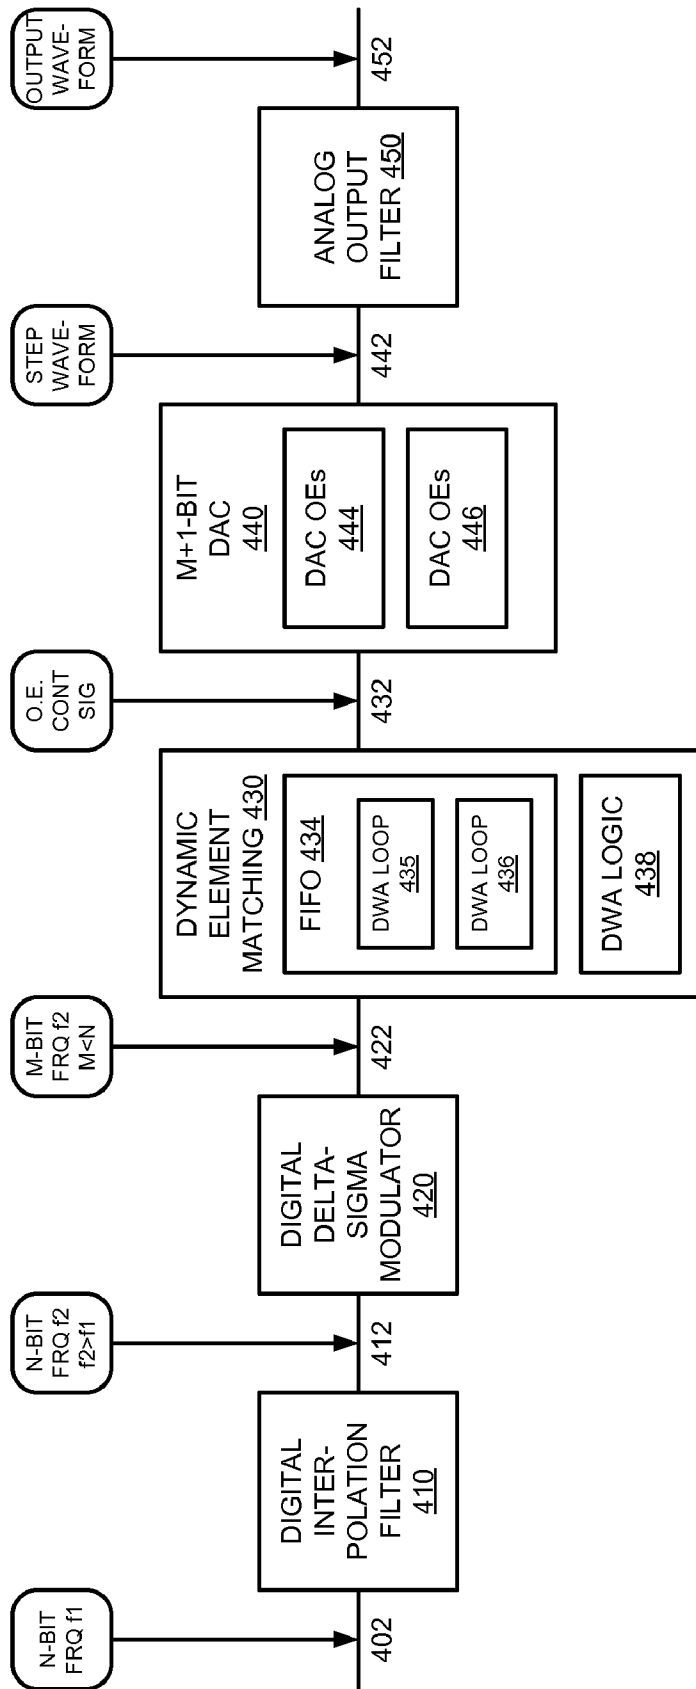 N-BIT
FRQ f1
402
DIGITAL
INTER-
POLATION
FILTER
410
N-BIT
FRQ f2
f2>f1
412
DIGITAL
DELTA-
SIGMA
MODULATOR
420
M-BIT
FRQ f2
M<N
422
DYNAMIC
ELEMENT
MATCHING 430
FIFO 434
DWA LOOP
435
DWA LOOP
436
DWA LOGIC
438
O.E.
CONT
SIG
432
M+1-BIT
DAC
440
DAC OEs
444
DAC OEs
446
STEP
WAVE-
FORM
442
ANALOG
OUTPUT
FILTER 450
OUTPUT
WAVE-
FORM
452